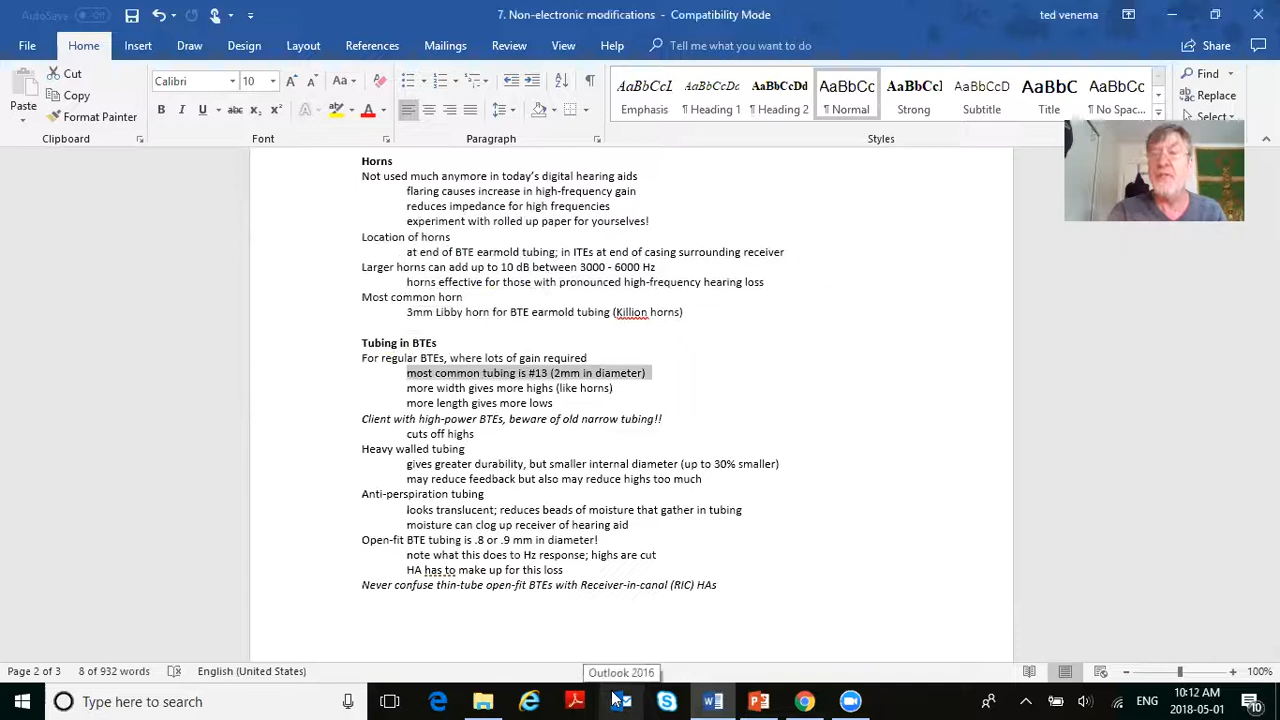 AutoSave Off
7. Non-electronic modifications - Compatibility Mode
ted venema
File Home Insert Draw Design Layout References Mailings Review View Help Tell me what you want to do Share
Paste
Cut
Copy
Format Painter
Clipboard
Calibri 10
Font
Paragraph
AaBbCcI AaBbCcDc AaBbCcDd AaBbCc AaBbCcI AaBbCcDd AaBbC AaBbCc
Emphasis ¶ Heading 1 ¶ Heading 2 ¶ Normal Strong Subtitle Title ¶ No Spac...
Styles
Find
Replace
Select
Horns
Not used much anymore in today's digital hearing aids
flaring causes increase in high-frequency gain
reduces impedance for high frequencies
experiment with rolled up paper for yourselves!
Location of horns
at end of BTE earmold tubing; in ITEs at end of casing surrounding receiver
Larger horns can add up to 10 dB between 3000 - 6000 Hz
horns effective for those with pronounced high-frequency hearing loss
Most common horn
3mm Libby horn for BTE earmold tubing (Killion horns)
Tubing in BTEs
For regular BTEs, where lots of gain required
most common tubing is #13 (2mm in diameter)
more width gives more highs (like horns)
more length gives more lows
Client with high-power BTEs, beware of old narrow tubing!!
cuts off highs
Heavy walled tubing
gives greater durability, but smaller internal diameter (up to 30% smaller)
may reduce feedback but also may reduce highs too much
Anti-perspiration tubing
looks translucent; reduces beads of moisture that gather in tubing
moisture can clog up receiver of hearing aid
Open-fit BTE tubing is .8 or .9 mm in diameter!
note what this does to Hz response; highs are cut
HA has to make up for this loss
Never confuse thin-tube open-fit BTEs with Receiver-in-canal (RIC) HAs
Page 2 of 3 8 of 932 words English (United States) 100%
Outlook 2016
Type here to search
ENG
10:12 AM
2018-05-01
10